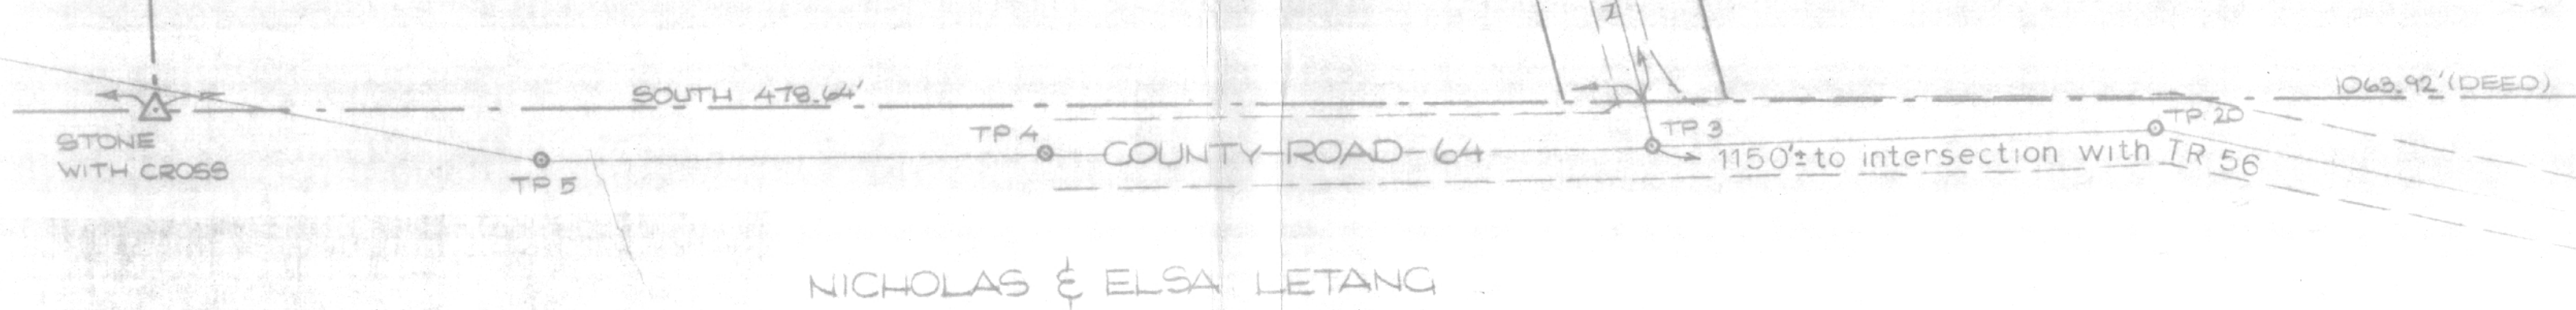 SOUTH 478.64'
1063.92' (DEED)
STONE
WITH CROSS
TP 5
TP 4
COUNTY ROAD 64
TP 3
1150'± to intersection with TR 56
TP 20
NICHOLAS & ELSA LETANG